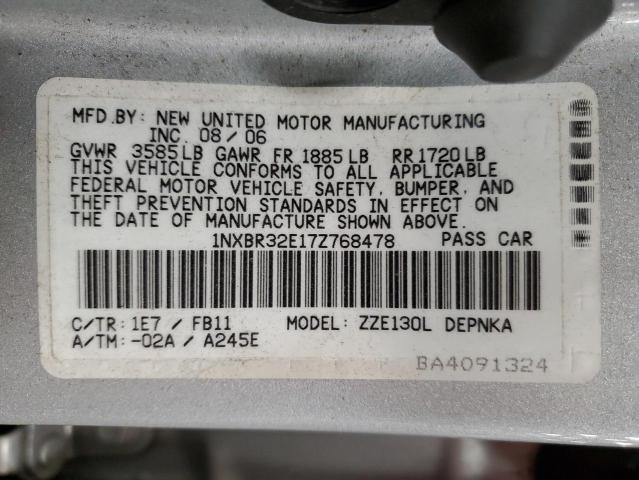 MFD.BY: NEW UNITED MOTOR MANUFACTURING
INC. 08/06
GVWR 3585LB GAWR FR 1885LB RR1720LB
THIS VEHICLE CONFORMS TO ALL APPLICABLE
FEDERAL MOTOR VEHICLE SAFETY, BUMPER, AND
THEFT PREVENTION STANDARDS IN EFFECT ON
THE DATE OF MANUFACTURE SHOWN ABOVE.
1NXBR32E17Z768478 PASS CAR
C/TR: 1E7 / FB11 MODEL: ZZE130L DEPNKA
A/TM: -02A / A245E
BA4091324